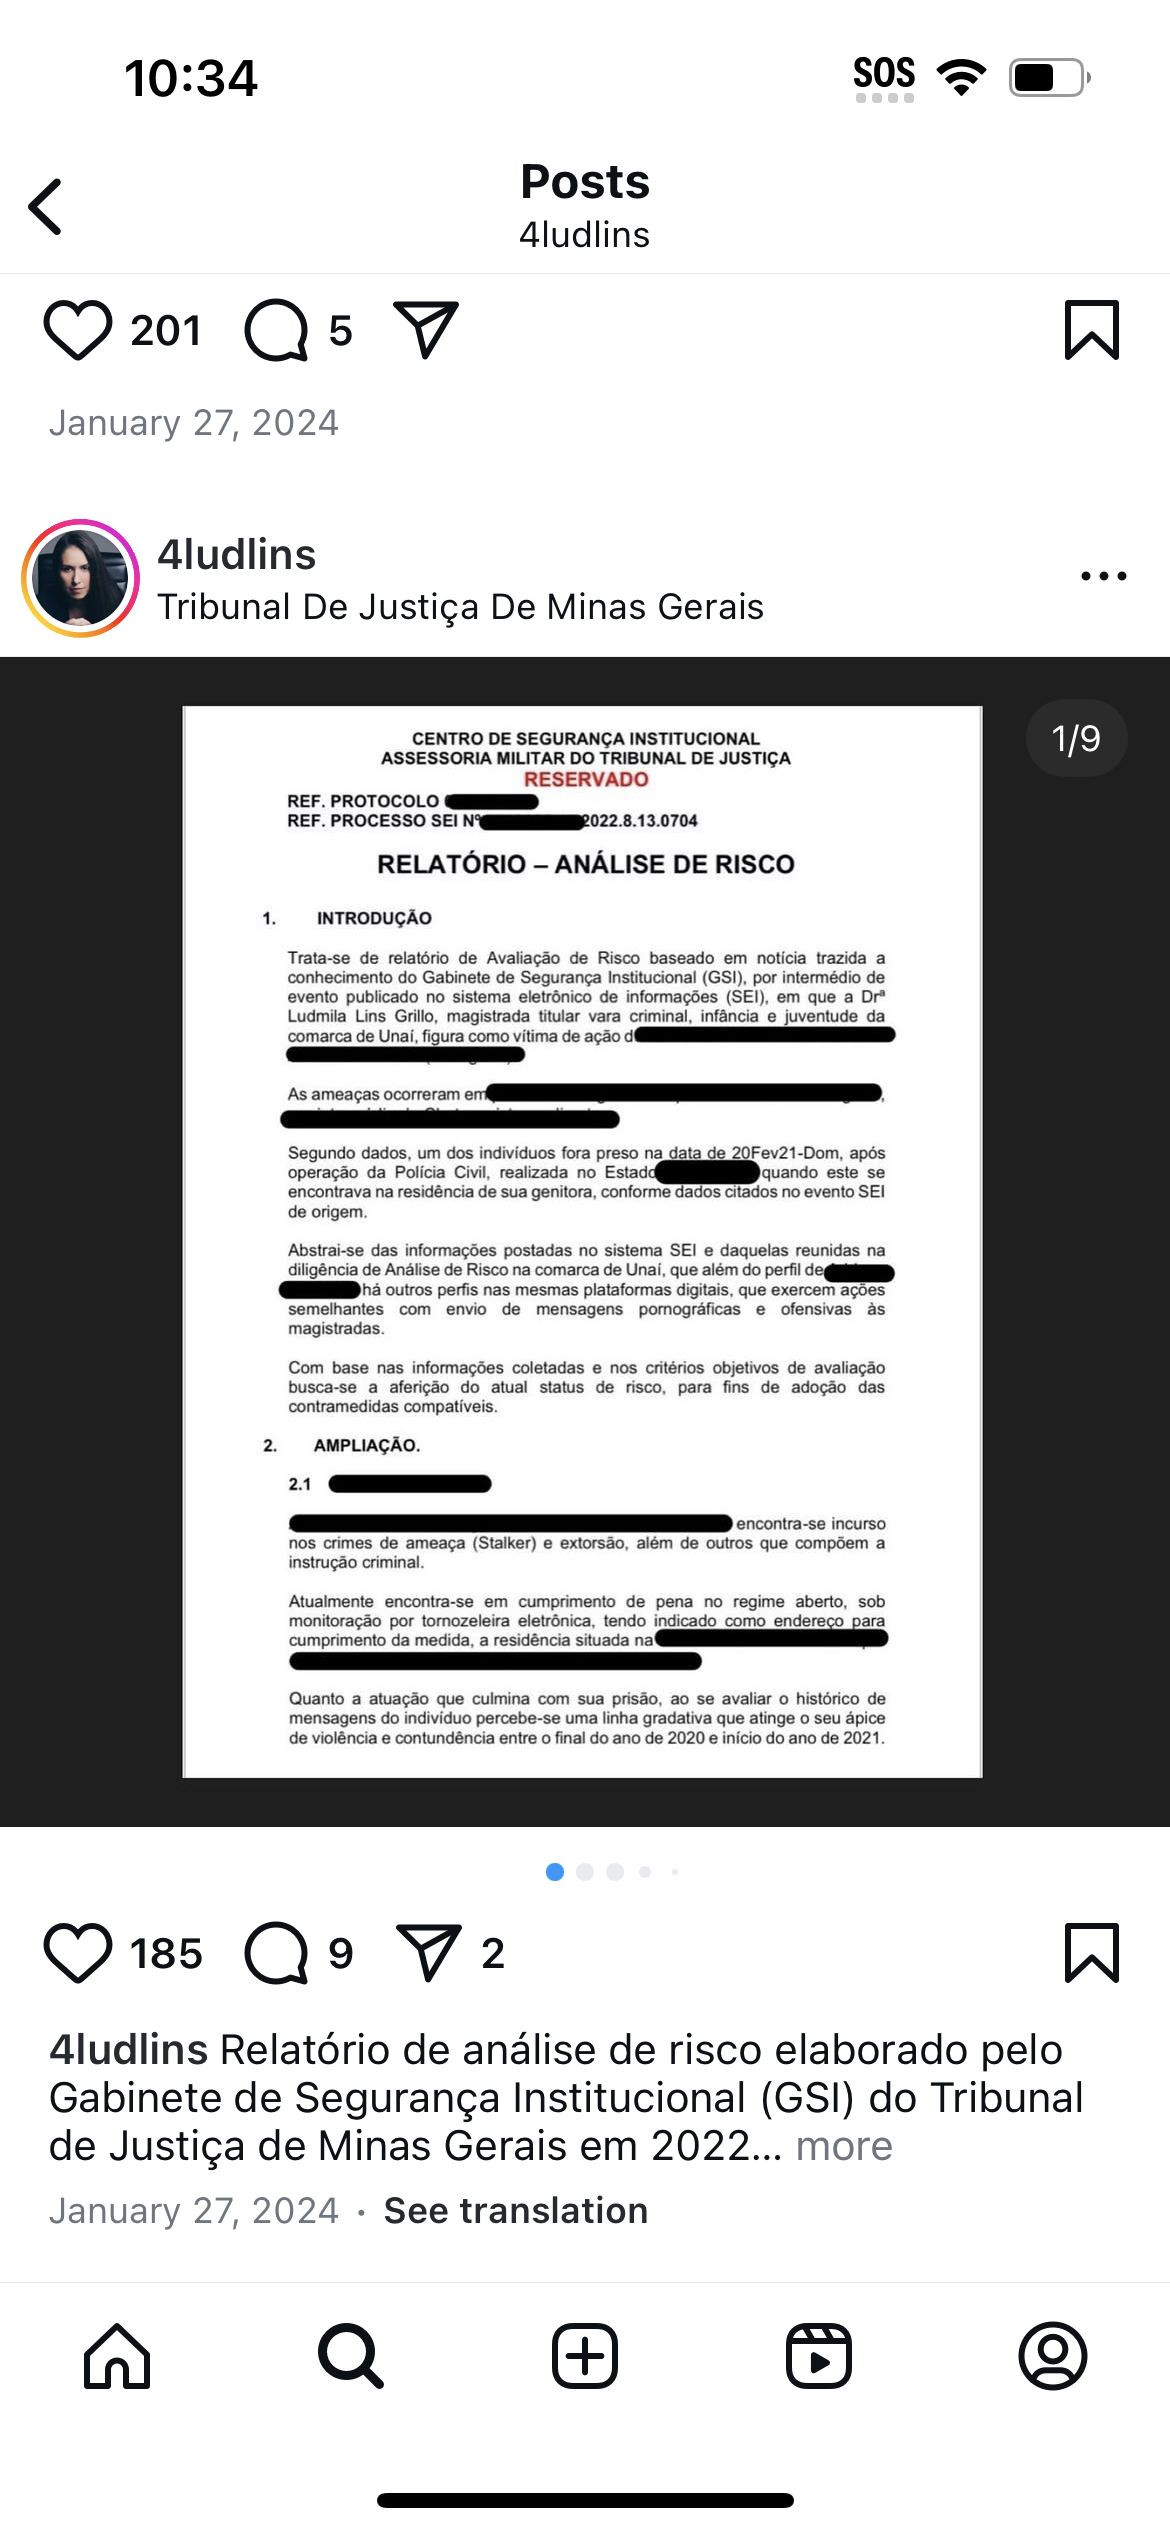 10:34
SOS
Posts
4ludlins
201
5
January 27, 2024
4ludlins
Tribunal De Justiça De Minas Gerais
1/9
CENTRO DE SEGURANÇA INSTITUCIONAL
ASSESSORIA MILITAR DO TRIBUNAL DE JUSTIÇA
RESERVADO
REF. PROTOCOLO
REF. PROCESSO SEI Nº 2022.8.13.0704
RELATÓRIO – ANÁLISE DE RISCO
1. INTRODUÇÃO
Trata-se de relatório de Avaliação de Risco baseado em notícia trazida a
conhecimento do Gabinete de Segurança Institucional (GSI), por intermédio de
evento publicado no sistema eletrônico de informações (SEI), em que a Drª
Ludmila Lins Grillo, magistrada titular vara criminal, infância e juventude da
comarca de Unaí, figura como vítima de ação d
As ameaças ocorreram em ,
Segundo dados, um dos indivíduos fora preso na data de 20Fev21-Dom, após
operação da Polícia Civil, realizada no Estado quando este se
encontrava na residência de sua genitora, conforme dados citados no evento SEI
de origem.
Abstrai-se das informações postadas no sistema SEI e daquelas reunidas na
diligência de Análise de Risco na comarca de Unaí, que além do perfil de
há outros perfis nas mesmas plataformas digitais, que exercem ações
semelhantes com envio de mensagens pornográficas e ofensivas às
magistradas.
Com base nas informações coletadas e nos critérios objetivos de avaliação
busca-se a aferição do atual status de risco, para fins de adoção das
contramedidas compatíveis.
2. AMPLIAÇÃO.
2.1
encontra-se incurso
nos crimes de ameaça (Stalker) e extorsão, além de outros que compõem a
instrução criminal.
Atualmente encontra-se em cumprimento de pena no regime aberto, sob
monitoração por tornozeleira eletrônica, tendo indicado como endereço para
cumprimento da medida, a residência situada na
Quanto a atuação que culmina com sua prisão, ao se avaliar o histórico de
mensagens do indivíduo percebe-se uma linha gradativa que atinge o seu ápice
de violência e contundência entre o final do ano de 2020 e início do ano de 2021.
185
9
2
4ludlins Relatório de análise de risco elaborado pelo
Gabinete de Segurança Institucional (GSI) do Tribunal
de Justiça de Minas Gerais em 2022... more
January 27, 2024 • See translation